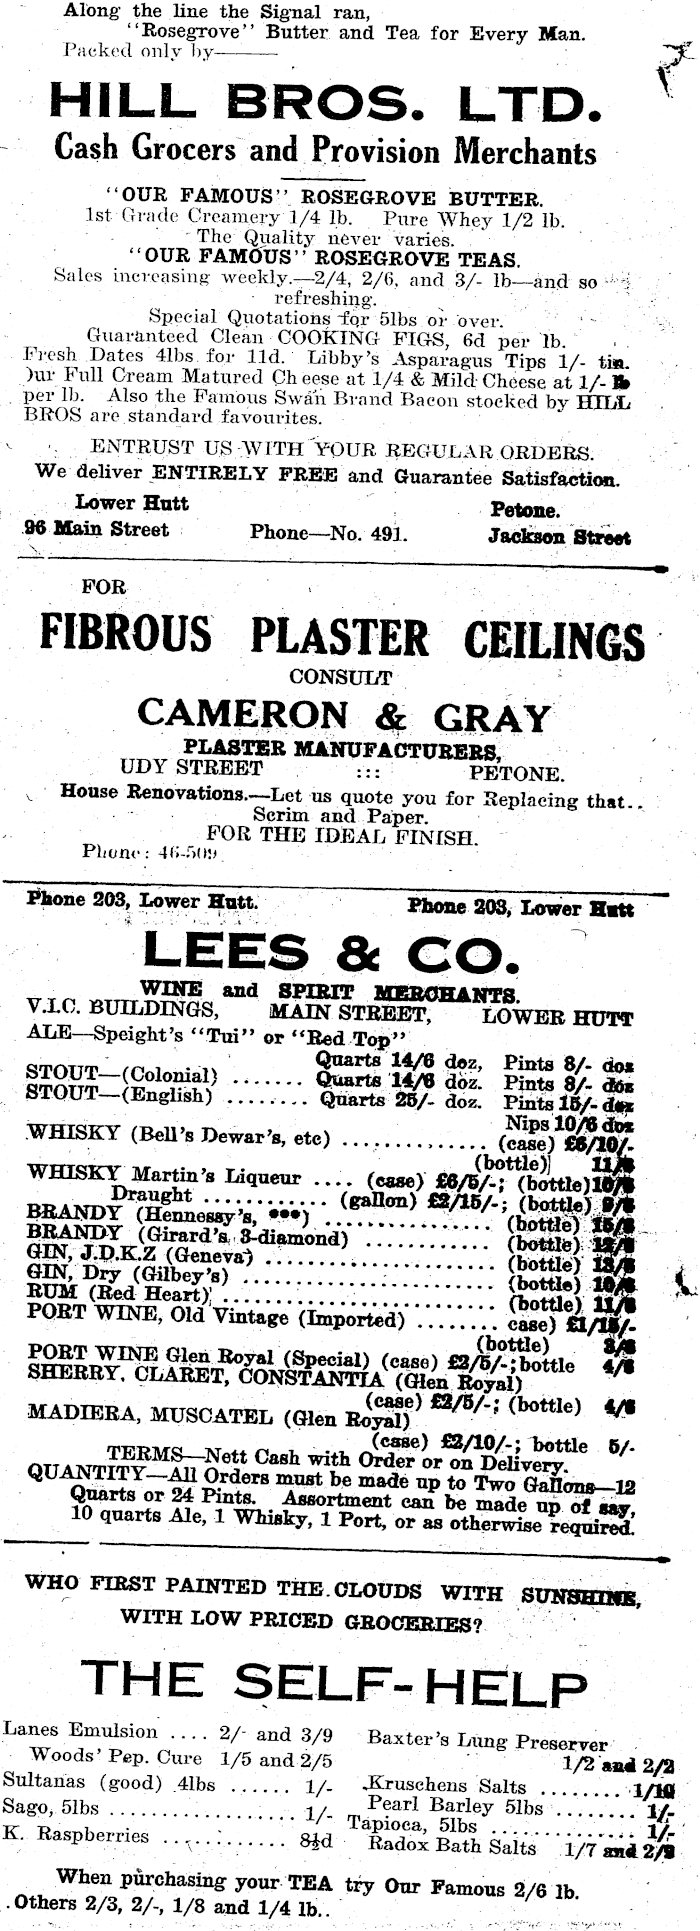 Along the line the Signal ran,
"Rosegrove" Butter and Tea for Every Man.
Packed only by———
HILL BROS. LTD.
Cash Grocers and Provision Merchants
"OUR FAMOUS" ROSEGROVE BUTTER.
1st Grade Creamery 1/4 lb. Pure Whey 1/2 lb.
The Quality never varies.
"OUR FAMOUS" ROSEGROVE TEAS.
Sales increasing weekly.—2/4, 2/6, and 3/- lb—and so
refreshing.
Special Quotations for 5lbs or over.
Guaranteed Clean COOKING FIGS, 6d per lb.
Fresh Dates 4lbs for 11d. Libby's Asparagus Tips 1/- tin.
Our Full Cream Matured Cheese at 1/4 & Mild Cheese at 1/- lb
per lb. Also the Famous Swan Brand Bacon stocked by HILL
BROS are standard favourites.
ENTRUST US WITH YOUR REGULAR ORDERS.
We deliver ENTIRELY FREE and Guarantee Satisfaction.
Lower Hutt Petone.
96 Main Street Phone—No. 491. Jackson Street
FOR
FIBROUS PLASTER CEILINGS
CONSULT
CAMERON & GRAY
PLASTER MANUFACTURERS,
UDY STREET ::: PETONE.
House Renovations.—Let us quote you for Replacing that..
Scrim and Paper.
FOR THE IDEAL FINISH.
Phone: 46-509
Phone 203, Lower Hutt. Phone 203, Lower Hutt
LEES & CO.
WINE and SPIRIT MERCHANTS.
V.I.C. BUILDINGS, MAIN STREET, LOWER HUTT
ALE—Speight's "Tui" or "Red Top"
Quarts 14/6 doz, Pints 8/- doz
STOUT—(Colonial) ....... Quarts 14/6 doz. Pints 8/- doz
STOUT—(English) ........ Quarts 25/- doz. Pints 15/- doz
Nips 10/6 doz
WHISKY (Bell's Dewar's, etc) .............. (case) £6/10/-
(bottle)
WHISKY Martin's Liqueur .... (case) £6/5/-; (bottle)
Draught ............ (gallon) £2/15/-; (bottle)
BRANDY (Hennessy's, ***) ................ (bottle)
BRANDY (Girard's 3-diamond) ............ (bottle)
GIN, J.D.K.Z (Geneva) ...................... (bottle)
GIN, Dry (Gilbey's) ........................ (bottle)
RUM (Red Heart) ............................ (bottle)
PORT WINE, Old Vintage (Imported) ........ case) £1/15/-
(bottle)
PORT WINE Glen Royal (Special) (case) £2/5/-; bottle 4/6
SHERRY, CLARET, CONSTANTIA (Glen Royal)
(case) £2/5/-; (bottle) 4/6
MADIERA, MUSCATEL (Glen Royal)
(case) £2/10/-; bottle 5/-
TERMS—Nett Cash with Order or on Delivery.
QUANTITY—All Orders must be made up to Two Gallons—12
Quarts or 24 Pints. Assortment can be made up of say,
10 quarts Ale, 1 Whisky, 1 Port, or as otherwise required.
WHO FIRST PAINTED THE CLOUDS WITH SUNSHINE,
WITH LOW PRICED GROCERIES?
THE SELF-HELP
Lanes Emulsion .... 2/- and 3/9
Woods' Pep. Cure 1/5 and 2/5
Sultanas (good) 4lbs ...... 1/-
Sago, 5lbs .................. 1/-
K. Raspberries ............ 8½d
Baxter's Lung Preserver
1/2 and 2/2
Kruschens Salts ........ 1/10
Pearl Barley 5lbs ........ 1/-
Tapioca, 5lbs .............. 1/-
Radox Bath Salts 1/7 and
When purchasing your TEA try Our Famous 2/6 lb.
Others 2/3, 2/-, 1/8 and 1/4 lb..